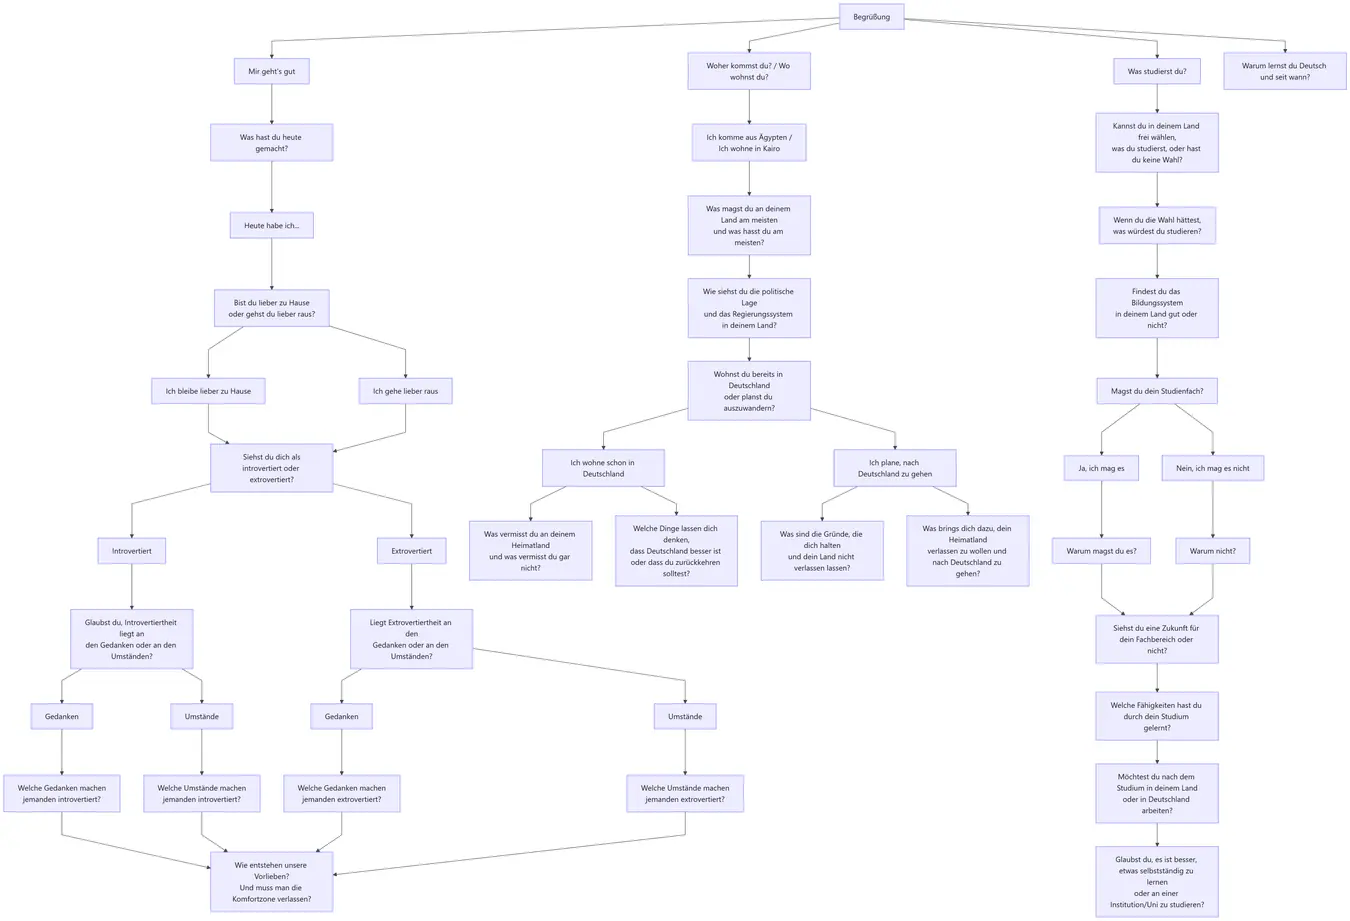 Begrüßung
Mir geht's gut
Woher kommst du? / Wo
wohnst du?
Was studierst du?
Warum lernst du Deutsch
und seit wann?
Was hast du heute
gemacht?
Ich komme aus Ägypten /
Ich wohne in Kairo
Kannst du in deinem Land
frei wählen,
was du studierst, oder hast
du keine Wahl?
Heute habe ich...
Was magst du an deinem
Land am meisten
und was hasst du am
meisten?
Wenn du die Wahl hättest,
was würdest du studieren?
Bist du lieber zu Hause
oder gehst du lieber raus?
Wie siehst du die politische
Lage
und das Regierungssystem
in deinem Land?
Findest du das
Bildungssystem
in deinem Land gut oder
nicht?
Ich bleibe lieber zu Hause
Ich gehe lieber raus
Wohnst du bereits in
Deutschland
oder planst du
auszuwandern?
Magst du dein Studienfach?
Siehst du dich als
introvertiert oder
extrovertiert?
Ich wohne schon in
Deutschland
Ich plane, nach
Deutschland zu gehen
Ja, ich mag es
Nein, ich mag es nicht
Introvertiert
Extrovertiert
Was vermisst du an deinem
Heimatland
und was vermisst du gar
nicht?
Welche Dinge lassen dich
denken,
dass Deutschland besser ist
oder dass du zurückkehren
solltest?
Was sind die Gründe, die
dich halten
und dein Land nicht
verlassen lassen?
Was brings dich dazu, dein
Heimatland
verlassen zu wollen und
nach Deutschland zu
gehen?
Warum magst du es?
Warum nicht?
Glaubst du, Introvertiertheit
liegt an
den Gedanken oder an den
Umständen?
Liegt Extrovertiertheit an
den
Gedanken oder an den
Umständen?
Siehst du eine Zukunft für
dein Fachbereich oder
nicht?
Gedanken
Umstände
Gedanken
Umstände
Welche Fähigkeiten hast du
durch dein Studium
gelernt?
Welche Gedanken machen
jemanden introvertiert?
Welche Umstände machen
jemanden introvertiert?
Welche Gedanken machen
jemanden extrovertiert?
Welche Umstände machen
jemanden extrovertiert?
Möchtest du nach dem
Studium in deinem Land
oder in Deutschland
arbeiten?
Wie entstehen unsere
Vorlieben?
Und muss man die
Komfortzone verlassen?
Glaubst du, es ist besser,
etwas selbstständig zu
lernen
oder an einer
Institution/Uni zu studieren?